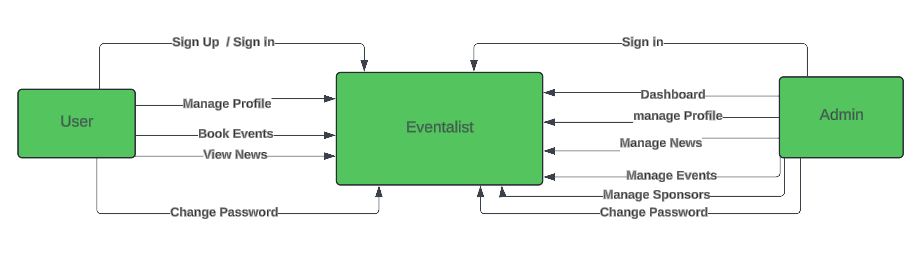 Sign Up / Sign in
Sign in
Manage Profile
Dashboard
manage Profile
User
Eventalist
Admin
Book Events
Manage News
View News
Manage Events
Manage Sponsors
Change Password
Change Password